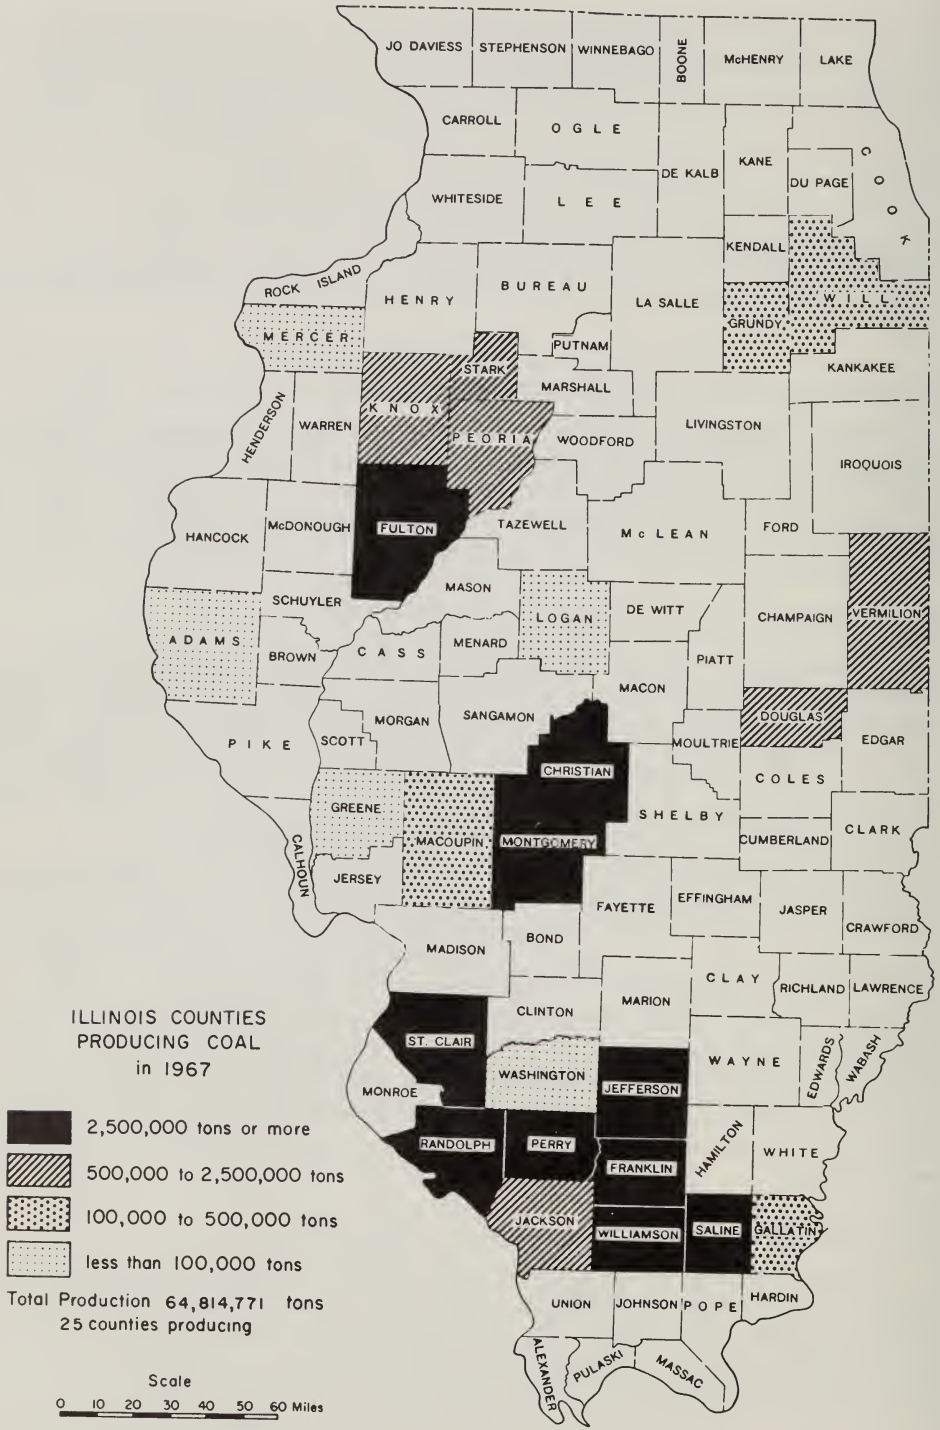 JO DAVIESS
STEPHENSON
WINNEBAGO
BOONE
McHENRY
LAKE
CARROLL
OGLE
DE KALB
KANE
DU PAGE
COOK
WHITESIDE
LEE
KENDALL
ROCK ISLAND
HENRY
BUREAU
LA SALLE
GRUNDY
WILL
MERCER
PUTNAM
STARK
KANKAKEE
HENDERSON
WARREN
KNOX
MARSHALL
PEORIA
WOODFORD
LIVINGSTON
IROQUOIS
HANCOCK
McDONOUGH
FULTON
TAZEWELL
McLEAN
FORD
SCHUYLER
MASON
ADAMS
BROWN
CASS
MENARD
LOGAN
DE WITT
PIATT
CHAMPAIGN
VERMILION
MACON
PIKE
SCOTT
MORGAN
SANGAMON
MOULTRIE
DOUGLAS
EDGAR
CHRISTIAN
COLES
GREENE
MACOUPIN
MONTGOMERY
SHELBY
CUMBERLAND
CLARK
CALHOUN
JERSEY
FAYETTE
EFFINGHAM
JASPER
CRAWFORD
MADISON
BOND
CLAY
RICHLAND
LAWRENCE
CLINTON
MARION
ST. CLAIR
WASHINGTON
JEFFERSON
WAYNE
EDWARDS
WABASH
MONROE
RANDOLPH
PERRY
FRANKLIN
HAMILTON
WHITE
JACKSON
WILLIAMSON
SALINE
GALLATIN
UNION
JOHNSON
POPE
HARDIN
ALEXANDER
PULASKI
MASSAC
ILLINOIS COUNTIES
PRODUCING COAL
in 1967
2,500,000 tons or more
500,000 to 2,500,000 tons
100,000 to 500,000 tons
less than 100,000 tons
Total Production 64,814,771 tons
25 counties producing
Scale
0 10 20 30 40 50 60 Miles